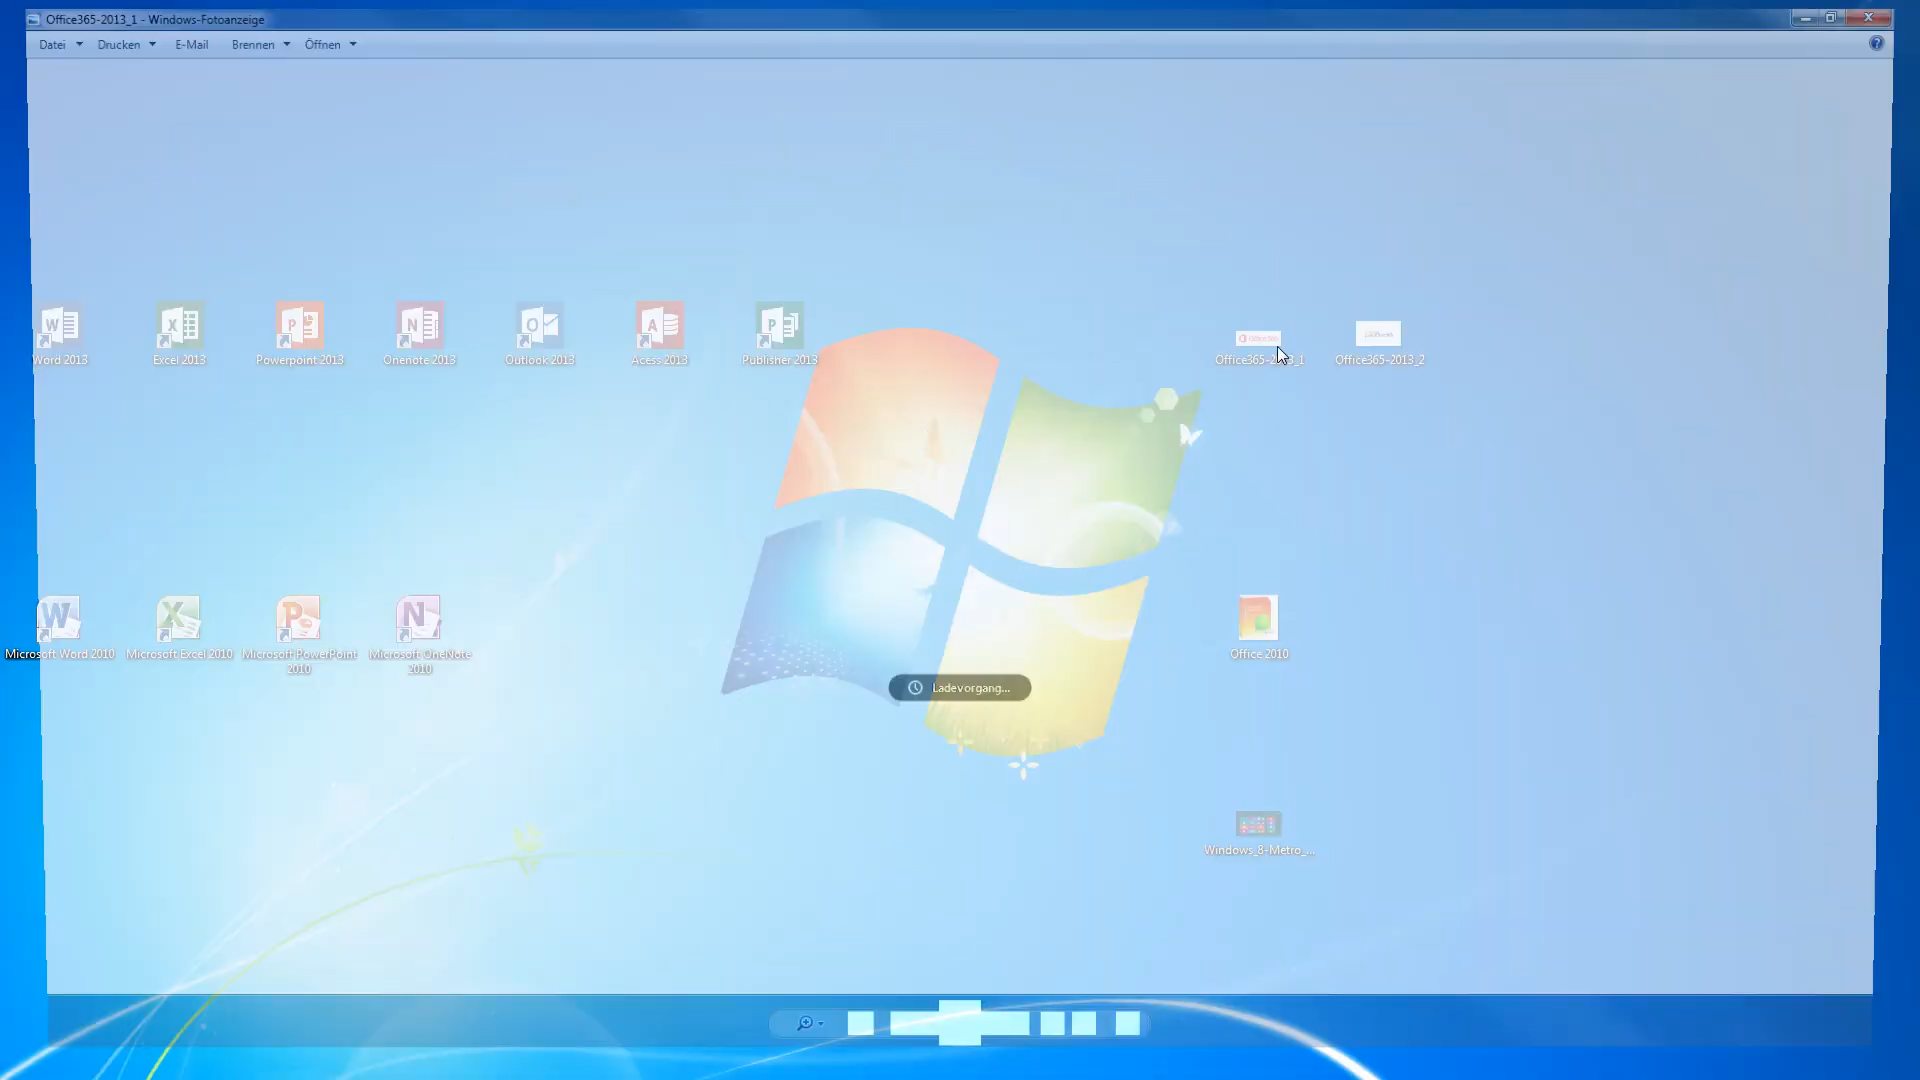 Office365-2013_1 - Windows-Fotoanzeige
Datei Drucken E-Mail Brennen Öffnen
Word 2013 Excel 2013 Powerpoint 2013 Onenote 2013 Outlook 2013 Acess 2013 Publisher 2013 Office365-2013_1 Office365-2013_2
Microsoft Word 2010 Microsoft Excel 2010 Microsoft PowerPoint 2010 Microsoft OneNote 2010 Office 2010
Ladevorgang...
Windows_8-Metro_...